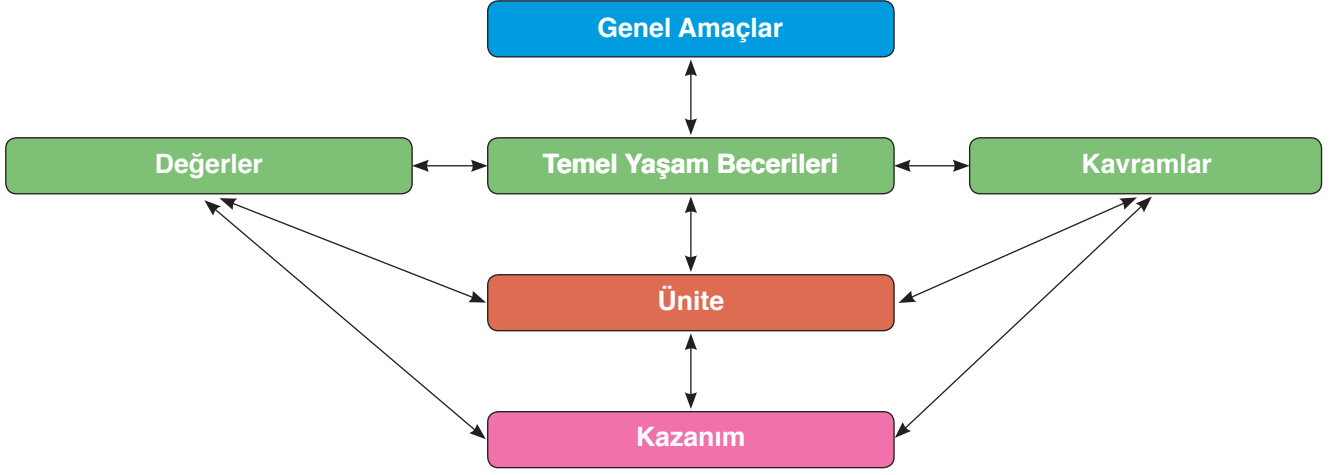 Genel Amaçlar
Değerler
Temel Yaşam Becerileri
Kavramlar
Ünite
Kazanım